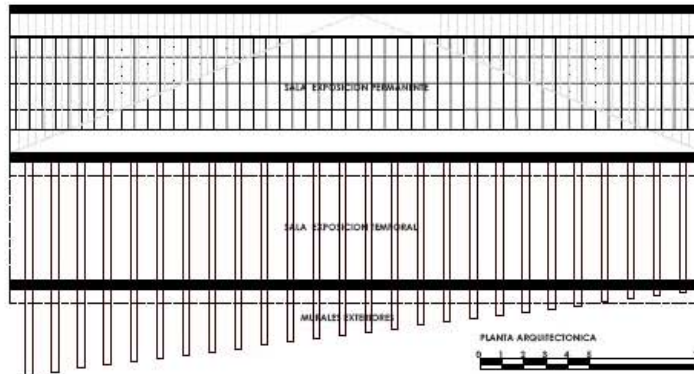 SALA EXPOSICION PERMANENTE
SALA EXPOSICION TEMPORAL
MURALES EXTERIORES
PLANTA ARQUITECTONICA
0 1 2 3 4 5